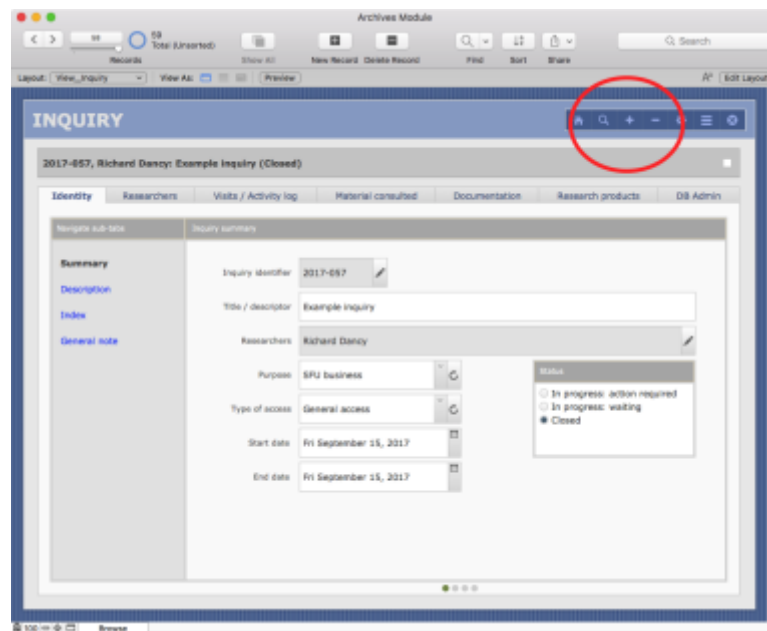 Archives Module
59
59
Total (Unsorted)
Records
Show All
New Record
Delete Record
Find
Sort
Share
Search
Layout: View_Inquiry
View As:
Preview
Edit Layout
INQUIRY
2017-057, Richard Dancy: Example inquiry (Closed)
Identity
Researchers
Visits / Activity log
Material consulted
Documentation
Research products
DB Admin
Navigate sub-tabs
Inquiry summary
Summary
Description
Index
General note
Inquiry identifier 2017-057
Title / descriptor Example inquiry
Researchers Richard Dancy
Purpose SFU business
Type of access General access
Start date Fri September 15, 2017
End date Fri September 15, 2017
Status
In progress: action required
In progress: waiting
Closed
100
Browse